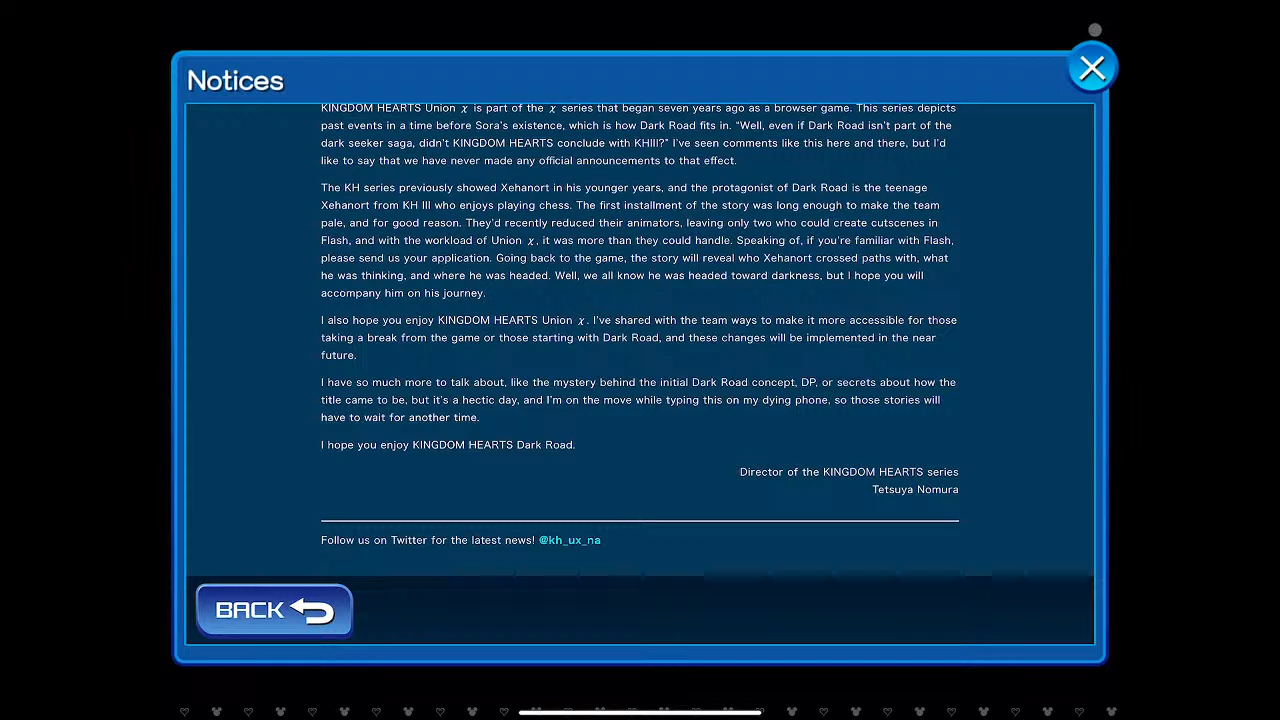 Notices
KINGDOM HEARTS Union χ is part of the χ series that began seven years ago as a browser game. This series depicts
past events in a time before Sora's existence, which is how Dark Road fits in. "Well, even if Dark Road isn't part of the
dark seeker saga, didn't KINGDOM HEARTS conclude with KHIII?" I've seen comments like this here and there, but I'd
like to say that we have never made any official announcements to that effect.
The KH series previously showed Xehanort in his younger years, and the protagonist of Dark Road is the teenage
Xehanort from KH III who enjoys playing chess. The first installment of the story was long enough to make the team
pale, and for good reason. They'd recently reduced their animators, leaving only two who could create cutscenes in
Flash, and with the workload of Union χ, it was more than they could handle. Speaking of, if you're familiar with Flash,
please send us your application. Going back to the game, the story will reveal who Xehanort crossed paths with, what
he was thinking, and where he was headed. Well, we all know he was headed toward darkness, but I hope you will
accompany him on his journey.
I also hope you enjoy KINGDOM HEARTS Union χ. I've shared with the team ways to make it more accessible for those
taking a break from the game or those starting with Dark Road, and these changes will be implemented in the near
future.
I have so much more to talk about, like the mystery behind the initial Dark Road concept, DP, or secrets about how the
title came to be, but it's a hectic day, and I'm on the move while typing this on my dying phone, so those stories will
have to wait for another time.
I hope you enjoy KINGDOM HEARTS Dark Road.
Director of the KINGDOM HEARTS series
Tetsuya Nomura
Follow us on Twitter for the latest news! @kh_ux_na
BACK